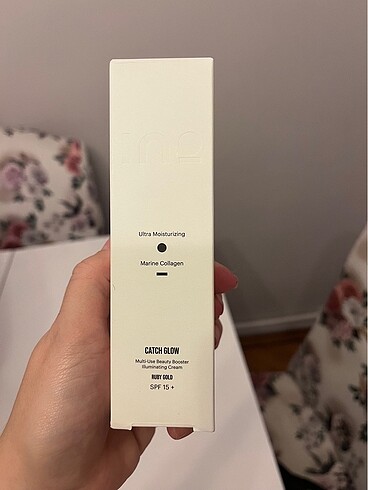 Ultra Moisturizing
Marine Collagen
CATCH GLOW
Multi-Use Beauty Booster
Illuminating Cream
RUBY GOLD
SPF 15 +